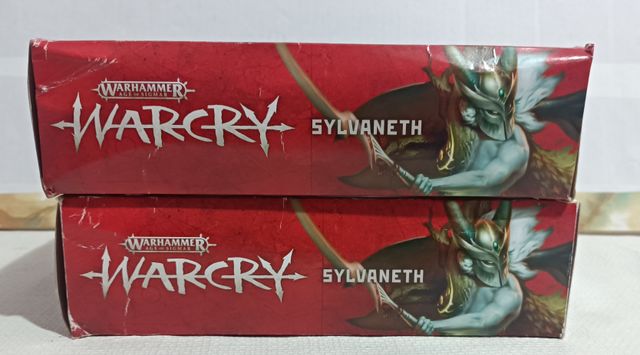 WARHAMMER
AGE OF SIGMAR
WARCRY
SYLVANETH
WARHAMMER
AGE OF SIGMAR
WARCRY
SYLVANETH